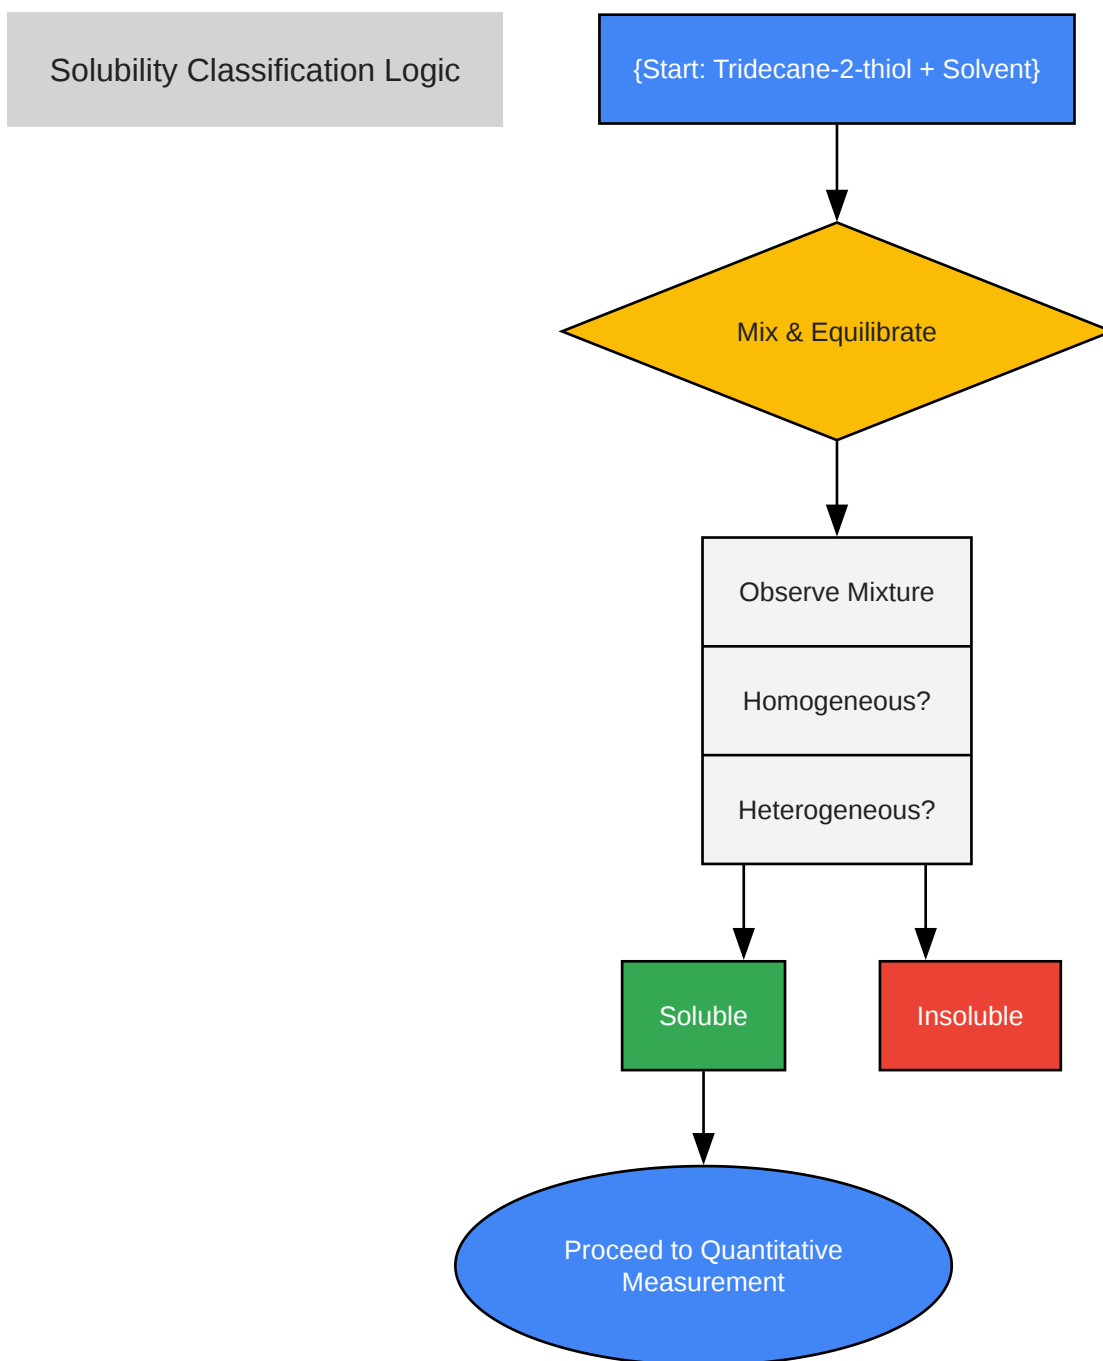 Solubility Classification Logic
{Start: Tridecane-2-thiol + Solvent}
Mix & Equilibrate
Observe Mixture
Homogeneous?
Heterogeneous?
Soluble
Insoluble
Proceed to Quantitative
Measurement